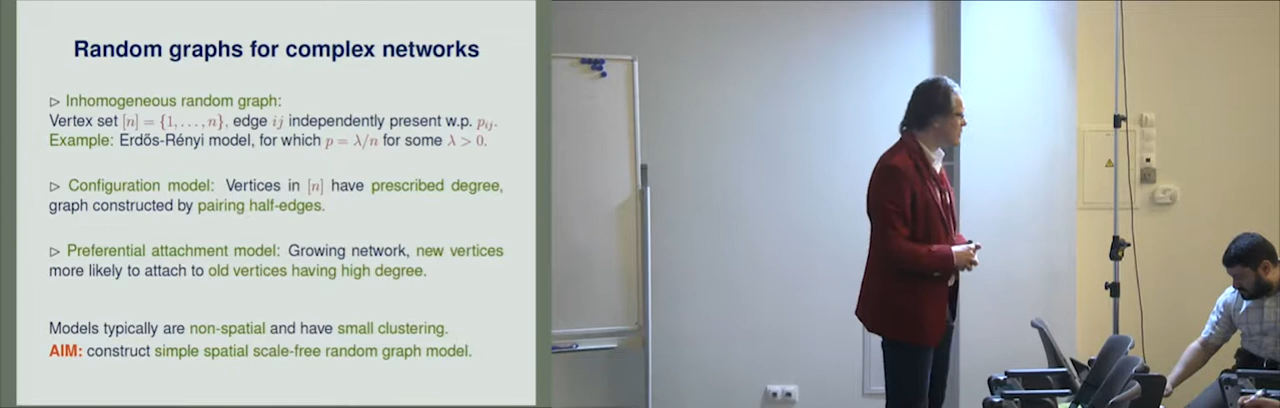 Random graphs for complex networks
▷ Inhomogeneous random graph:
Vertex set [n] = {1, . . . , n}, edge ij independently present w.p. pij.
Example: Erdős-Rényi model, for which p = λ/n for some λ > 0.
▷ Configuration model: Vertices in [n] have prescribed degree,
graph constructed by pairing half-edges.
▷ Preferential attachment model: Growing network, new vertices
more likely to attach to old vertices having high degree.
Models typically are non-spatial and have small clustering.
AIM: construct simple spatial scale-free random graph model.